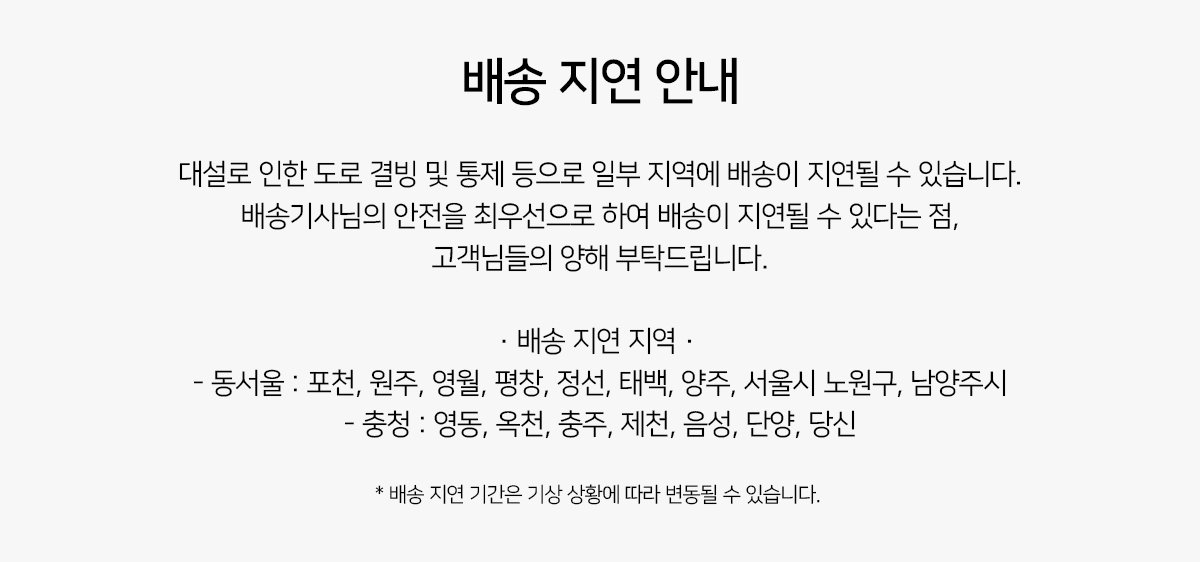 배송 지연 안내
대설로 인한 도로 결빙 및 통제 등으로 일부 지역에 배송이 지연될 수 있습니다.
배송기사님의 안전을 최우선으로 하여 배송이 지연될 수 있다는 점,
고객님들의 양해 부탁드립니다.
· 배송 지연 지역 ·
- 동서울 : 포천, 원주, 영월, 평창, 정선, 태백, 양주, 서울시 노원구, 남양주시
- 충청 : 영동, 옥천, 충주, 제천, 음성, 단양, 당신
* 배송 지연 기간은 기상 상황에 따라 변동될 수 있습니다.